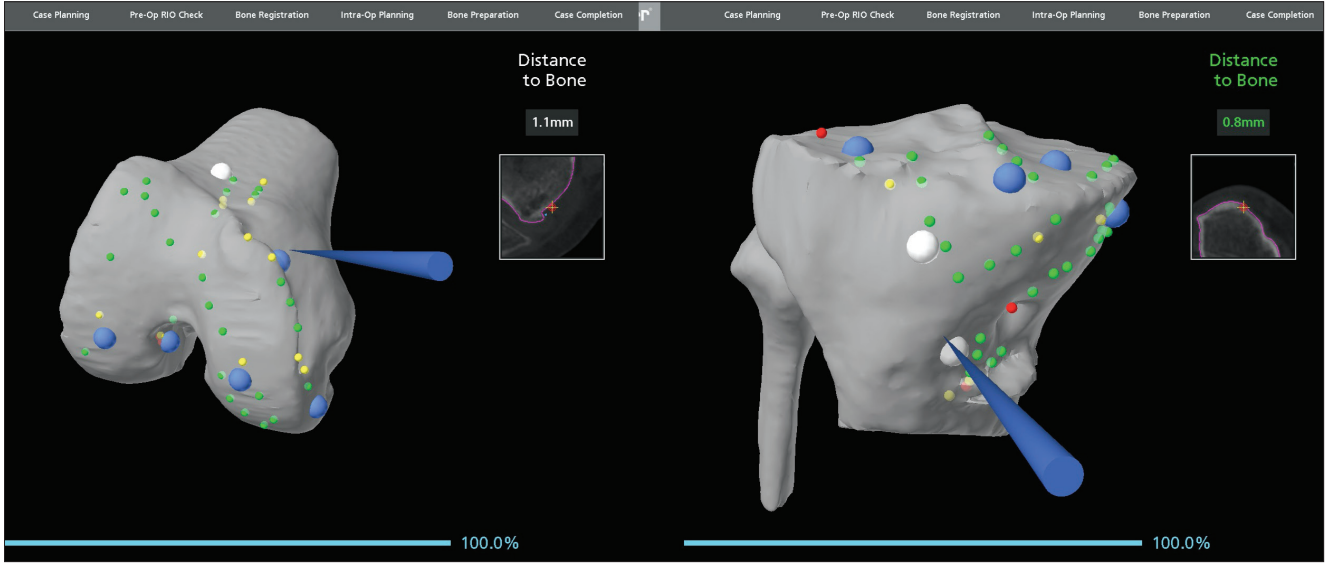 Case Planning Pre-Op RIO Check Bone Registration Intra-Op Planning Bone Preparation Case Completion
Distance
to Bone
1.1mm
100.0%
Case Planning Pre-Op RIO Check Bone Registration Intra-Op Planning Bone Preparation Case Completion
Distance
to Bone
0.8mm
100.0%